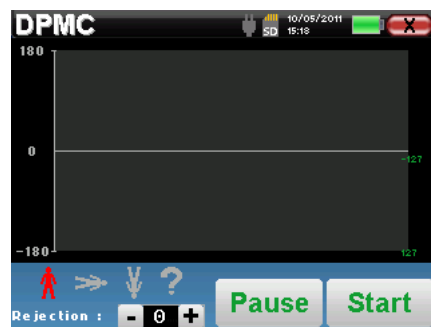 DPMC
SD
10/05/2011
15:18
X
180
0
-127
-180
127
?
Rejection :
- 0 +
Pause
Start